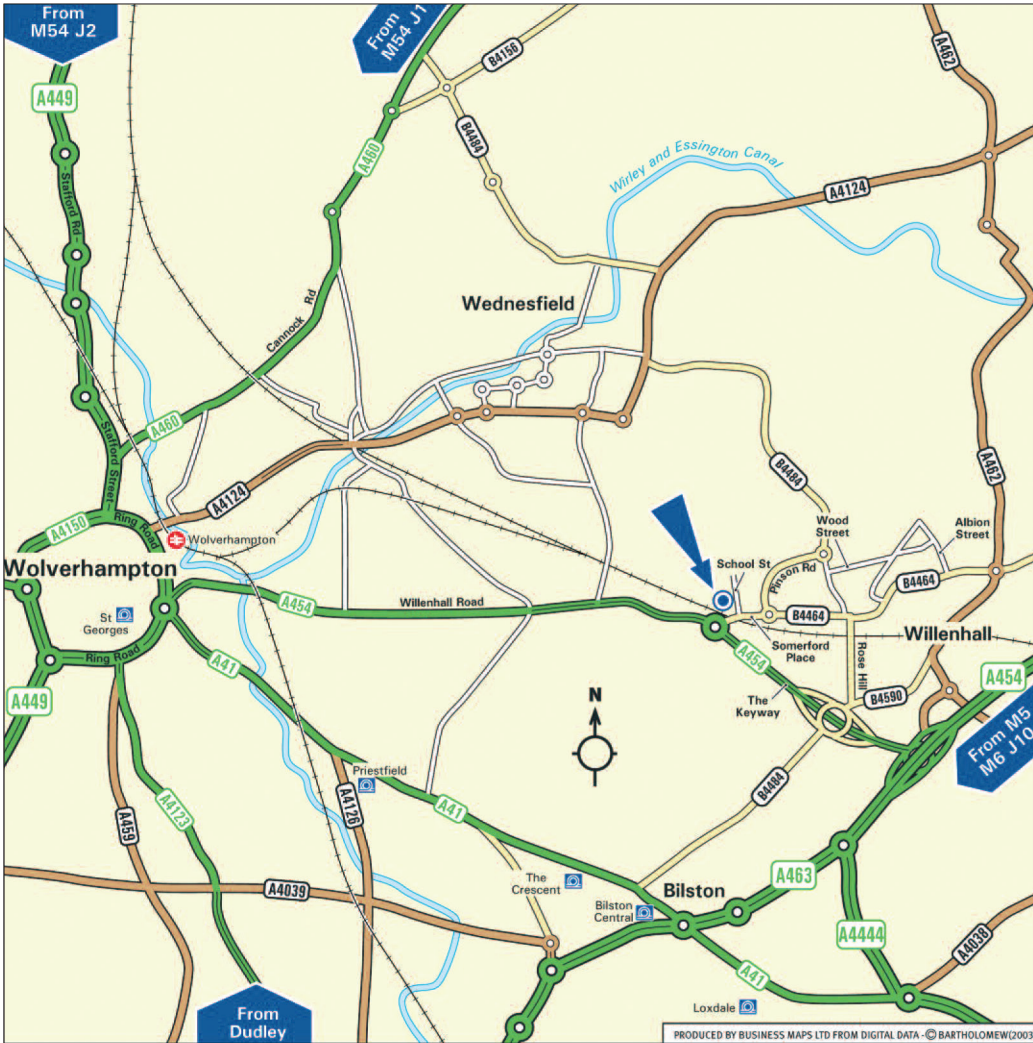 From
M54 J2
From
M54 J1
A449
Stafford Rd
B4156
A462
B4484
A460
Wirley and Essington Canal
A4124
Wednesfield
Cannock Rd
A460
Stafford Street
B4484
A462
A4124
A4150
Ring Road
Wolverhampton
Wood
Street
Albion
Street
Wolverhampton
School St
Pinson Rd
B4464
A454
Willenhall Road
St
Georges
B4464
Willenhall
Somerford
Place
Ring Road
A41
A454
Rose Hill
A449
The
Keyway
B4590
A454
From M5
M6 J10
N
Priestfield
A4123
A459
A4126
A41
B4484
A4039
The
Crescent
Bilston
A463
Bilston
Central
A4444
A4038
A41
Loxdale
From
Dudley
PRODUCED BY BUSINESS MAPS LTD FROM DIGITAL DATA - © BARTHOLOMEW(2003